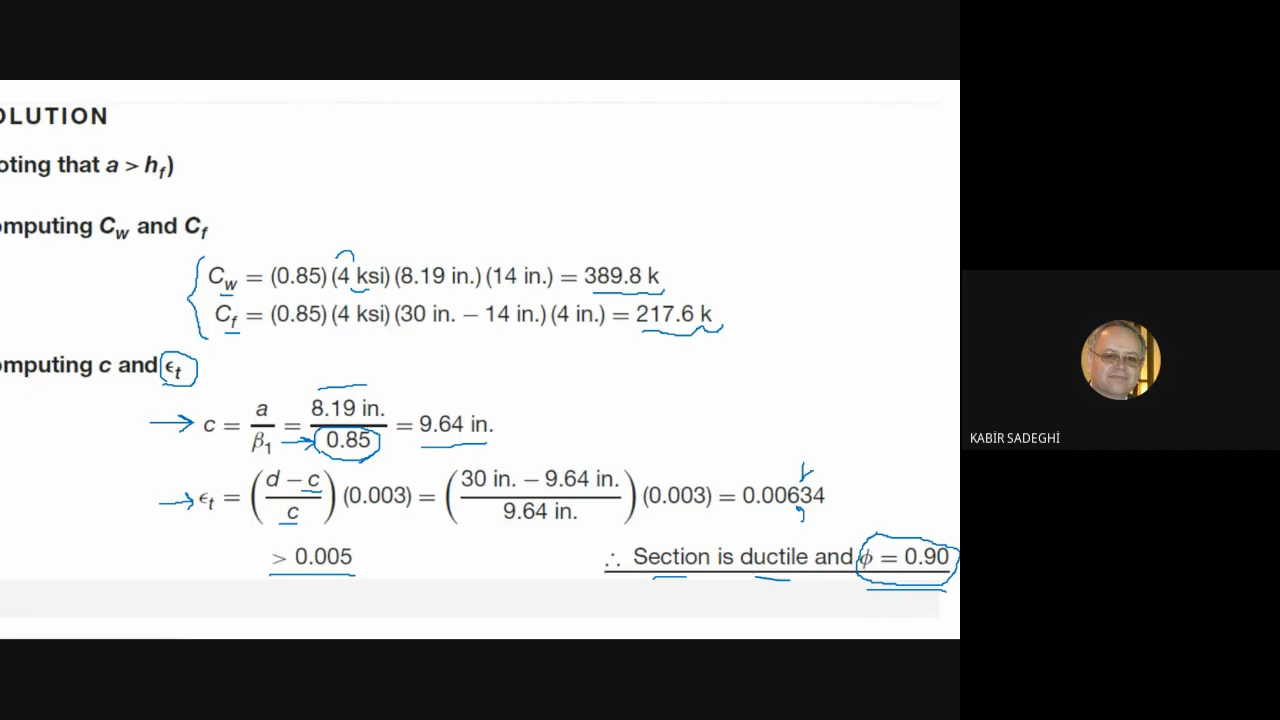 OLUTION
oting that a > hf)
omputing Cw and Cf
Cw = (0.85)(4 ksi)(8.19 in.)(14 in.) = 389.8 k
Cf = (0.85)(4 ksi)(30 in. − 14 in.)(4 in.) = 217.6 k
omputing c and ϵt
c = a/β1 = 8.19 in./0.85 = 9.64 in.
ϵt = ((d − c)/c)(0.003) = ((30 in. − 9.64 in.)/9.64 in.)(0.003) = 0.00634
> 0.005 ∴ Section is ductile and ϕ = 0.90
KABİR SADEGHİ